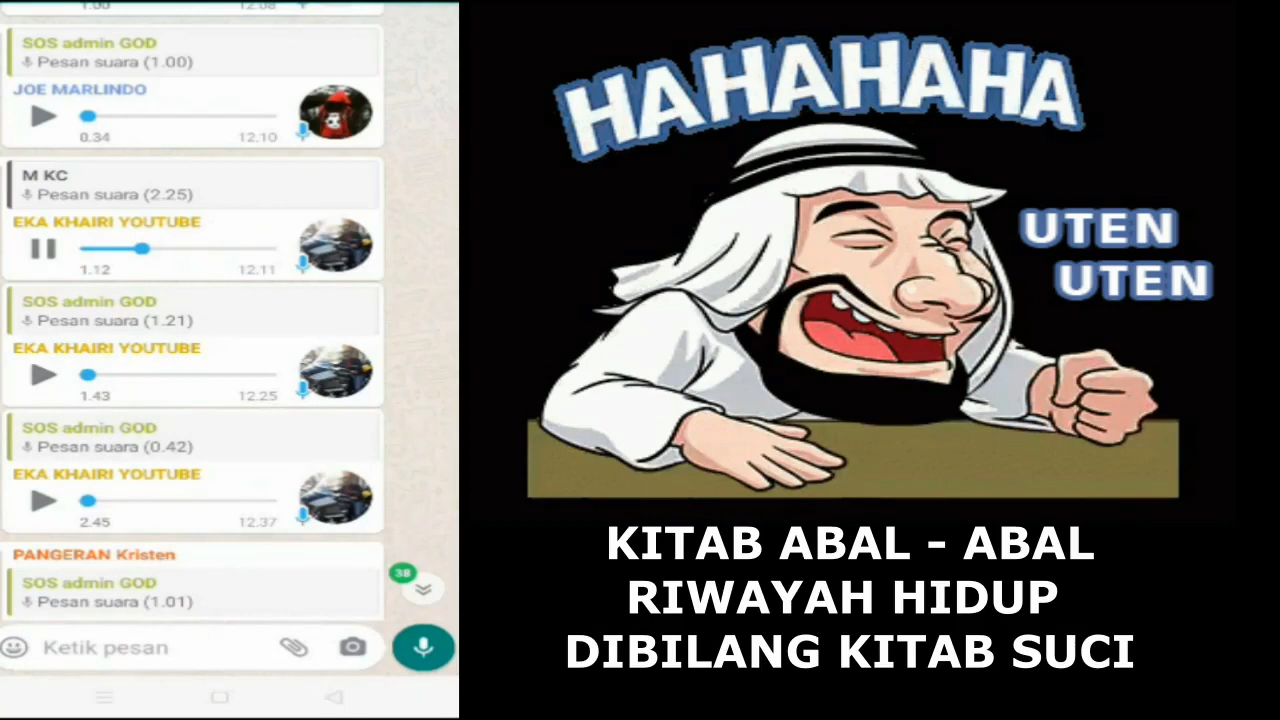 1.00 12.08
SOS admin GOD
Pesan suara (1.00)
JOE MARLINDO
0.34 12.10
M KC
Pesan suara (2.25)
EKA KHAIRI YOUTUBE
1.12 12.11
SOS admin GOD
Pesan suara (1.21)
EKA KHAIRI YOUTUBE
1.43 12.25
SOS admin GOD
Pesan suara (0.42)
EKA KHAIRI YOUTUBE
2.45 12.37
PANGERAN Kristen
SOS admin GOD
Pesan suara (1.01)
38
Ketik pesan
HAHAHAHA
UTEN
UTEN
KITAB ABAL - ABAL
RIWAYAH HIDUP
DIBILANG KITAB SUCI